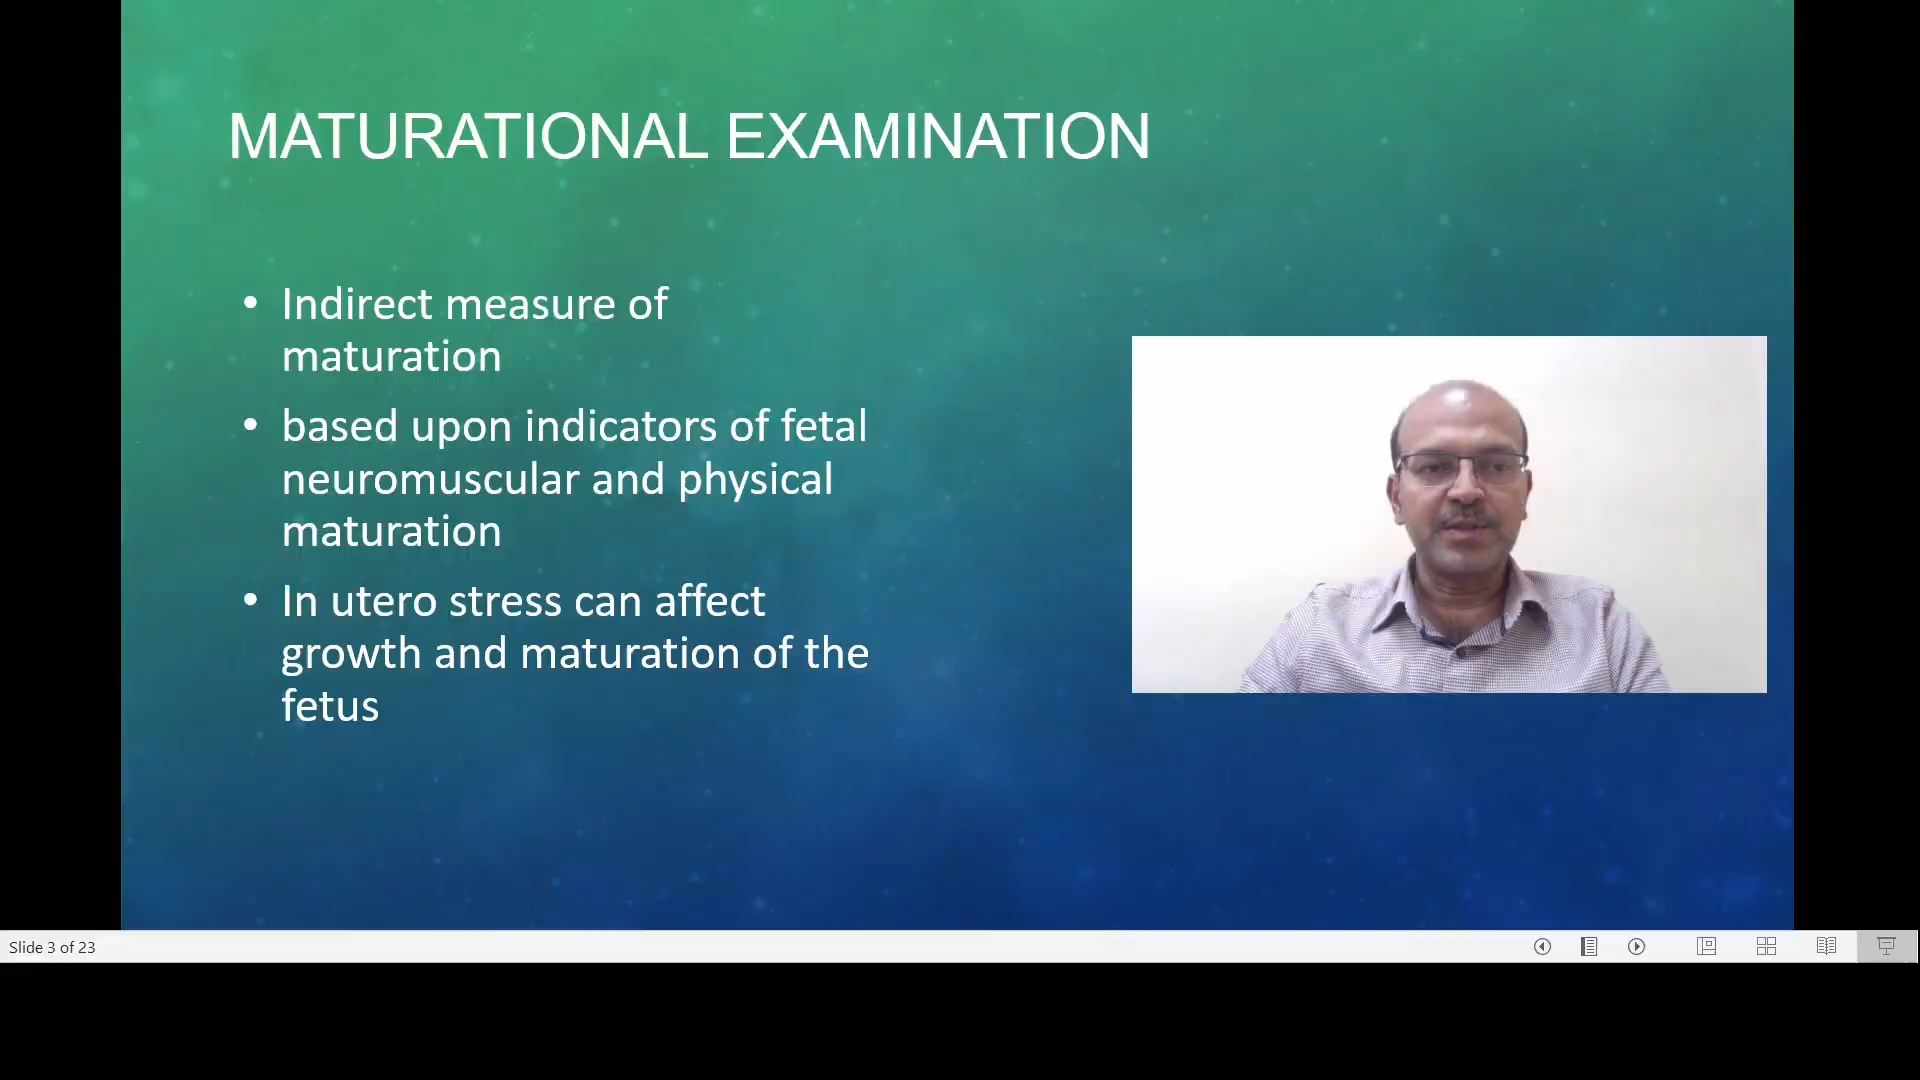 MATURATIONAL EXAMINATION
• Indirect measure of
maturation
• based upon indicators of fetal
neuromuscular and physical
maturation
• In utero stress can affect
growth and maturation of the
fetus
Slide 3 of 23